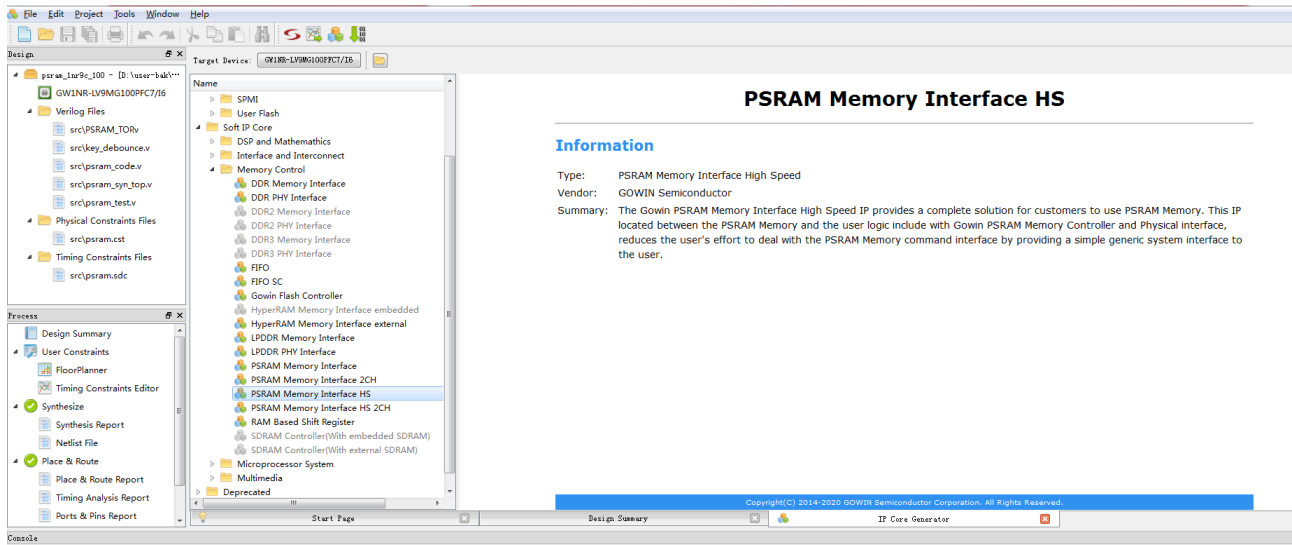 File Edit Project Tools Window Help
Design
psram_1nr9c_100 - [D:\user-bak\...
GW1NR-LV9MG100PFC7/I6
Verilog Files
src\PSRAM_TOP.v
src\key_debounce.v
src\psram_code.v
src\psram_syn_top.v
src\psram_test.v
Physical Constraints Files
src\psram.cst
Timing Constraints Files
src\psram.sdc
Process
Design Summary
User Constraints
FloorPlanner
Timing Constraints Editor
Synthesize
Synthesis Report
Netlist File
Place & Route
Place & Route Report
Timing Analysis Report
Ports & Pins Report
Target Device: GW1NR-LV9MG100PFC7/I6
Name
SPMI
User Flash
Soft IP Core
DSP and Mathemathics
Interface and Interconnect
Memory Control
DDR Memory Interface
DDR PHY Interface
DDR2 Memory Interface
DDR2 PHY Interface
DDR3 Memory Interface
DDR3 PHY Interface
FIFO
FIFO SC
Gowin Flash Controller
HyperRAM Memory Interface embedded
HyperRAM Memory Interface external
LPDDR Memory Interface
LPDDR PHY Interface
PSRAM Memory Interface
PSRAM Memory Interface 2CH
PSRAM Memory Interface HS
PSRAM Memory Interface HS 2CH
RAM Based Shift Register
SDRAM Controller(With embedded SDRAM)
SDRAM Controller(With external SDRAM)
Microprocessor System
Multimedia
Deprecated
PSRAM Memory Interface HS
Information
Type: PSRAM Memory Interface High Speed
Vendor: GOWIN Semiconductor
Summary: The Gowin PSRAM Memory Interface High Speed IP provides a complete solution for customers to use PSRAM Memory. This IP
located between the PSRAM Memory and the user logic include with Gowin PSRAM Memory Controller and Physical interface,
reduces the user's effort to deal with the PSRAM Memory command interface by providing a simple generic system interface to
the user.
Copyright(C) 2014-2020 GOWIN Semiconductor Corporation. All Rights Reserved.
Start Page
Design Summary
IP Core Generator
Console